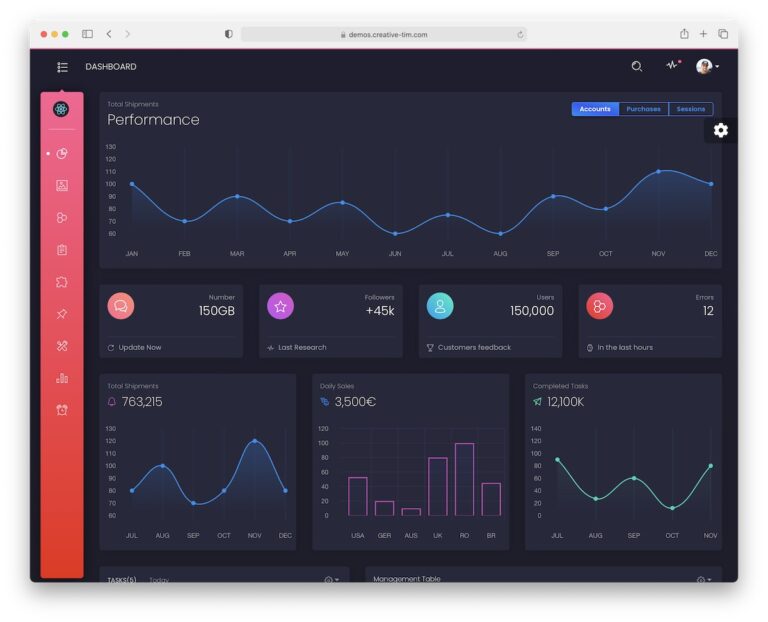 demos.creative-tim.com
DASHBOARD
Total Shipments
Performance
Accounts Purchases Sessions
130
120
110
100
90
80
70
60
JAN FEB MAR APR MAY JUN JUL AUG SEP OCT NOV DEC
Number
150GB
Update Now
Followers
+45k
Last Research
Users
150,000
Customers feedback
Errors
12
In the last hours
Total Shipments
763,215
130
120
110
100
90
80
70
60
JUL AUG SEP OCT NOV DEC
Daily Sales
3,500€
120
100
80
60
40
20
0
USA GER AUS UK RO BR
Completed Tasks
12,100K
140
120
100
80
60
40
20
0
JUL AUG SEP OCT NOV
TASKS(5) Today
Management Table